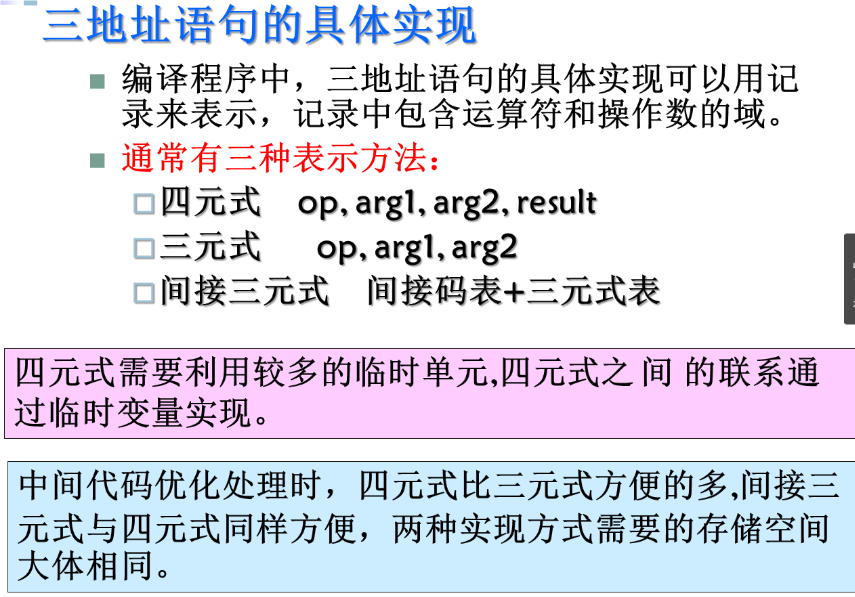 三地址语句的具体实现
编译程序中，三地址语句的具体实现可以用记
录来表示，记录中包含运算符和操作数的域。
通常有三种表示方法：
四元式 op, arg1, arg2, result
三元式 op, arg1, arg2
间接三元式 间接码表+三元式表
四元式需要利用较多的临时单元,四元式之 间 的联系通
过临时变量实现。
中间代码优化处理时，四元式比三元式方便的多,间接三
元式与四元式同样方便，两种实现方式需要的存储空间
大体相同。